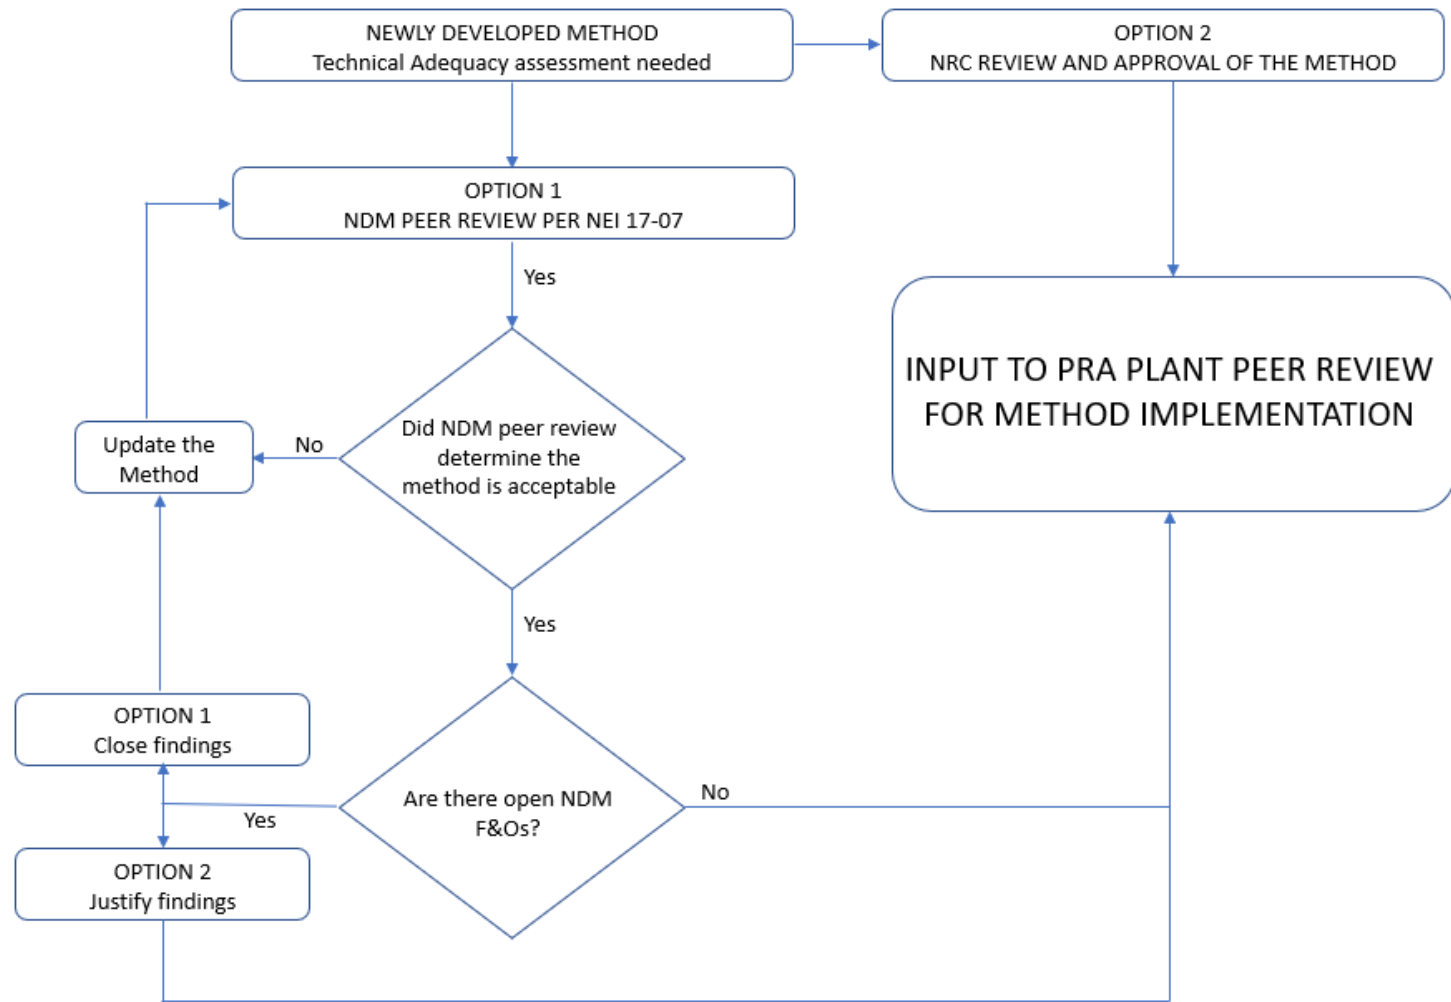 NEWLY DEVELOPED METHOD
Technical Adequacy assessment needed
OPTION 2
NRC REVIEW AND APPROVAL OF THE METHOD
OPTION 1
NDM PEER REVIEW PER NEI 17-07
Yes
INPUT TO PRA PLANT PEER REVIEW
FOR METHOD IMPLEMENTATION
Did NDM peer review
determine the
method is acceptable
No
Update the
Method
Yes
OPTION 1
Close findings
Are there open NDM
F&Os?
No
Yes
OPTION 2
Justify findings